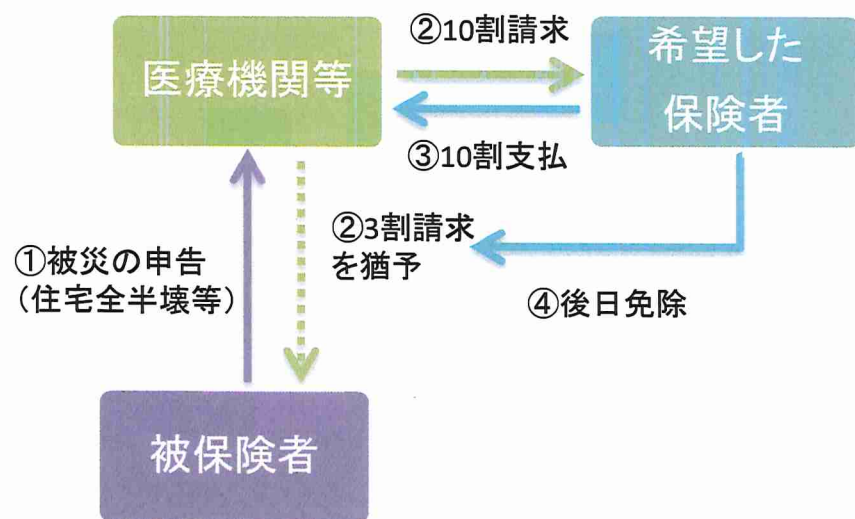 ②10割請求
医療機関等
希望した
保険者
③10割支払
①被災の申告
(住宅全半壊等)
②3割請求
を猶予
④後日免除
被保険者